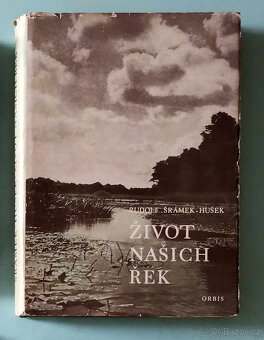 RUDOLF ŠRÁMEK-HUŠEK
ŽIVOT
NAŠICH
ŘEK
ORBIS